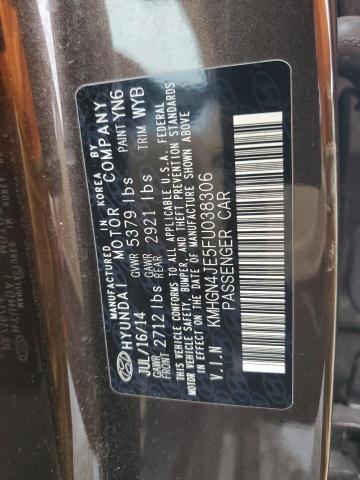 MANUFACTURED IN KOREA BY
HYUNDAI MOTOR COMPANY
JUL/16/14 GVWR 5379 lbs PAINT YN6
GAWR FRONT 2712 lbs GAWR REAR 2921 lbs TRIM WYB
THIS VEHICLE CONFORMS TO ALL APPLICABLE U.S.A. FEDERAL
MOTOR VEHICLE SAFETY, BUMPER, AND THEFT PREVENTION STANDARDS
IN EFFECT ON THE DATE OF MANUFACTURE SHOWN ABOVE
V.I.N KMHGN4JE5FU038306
PASSENGER CAR